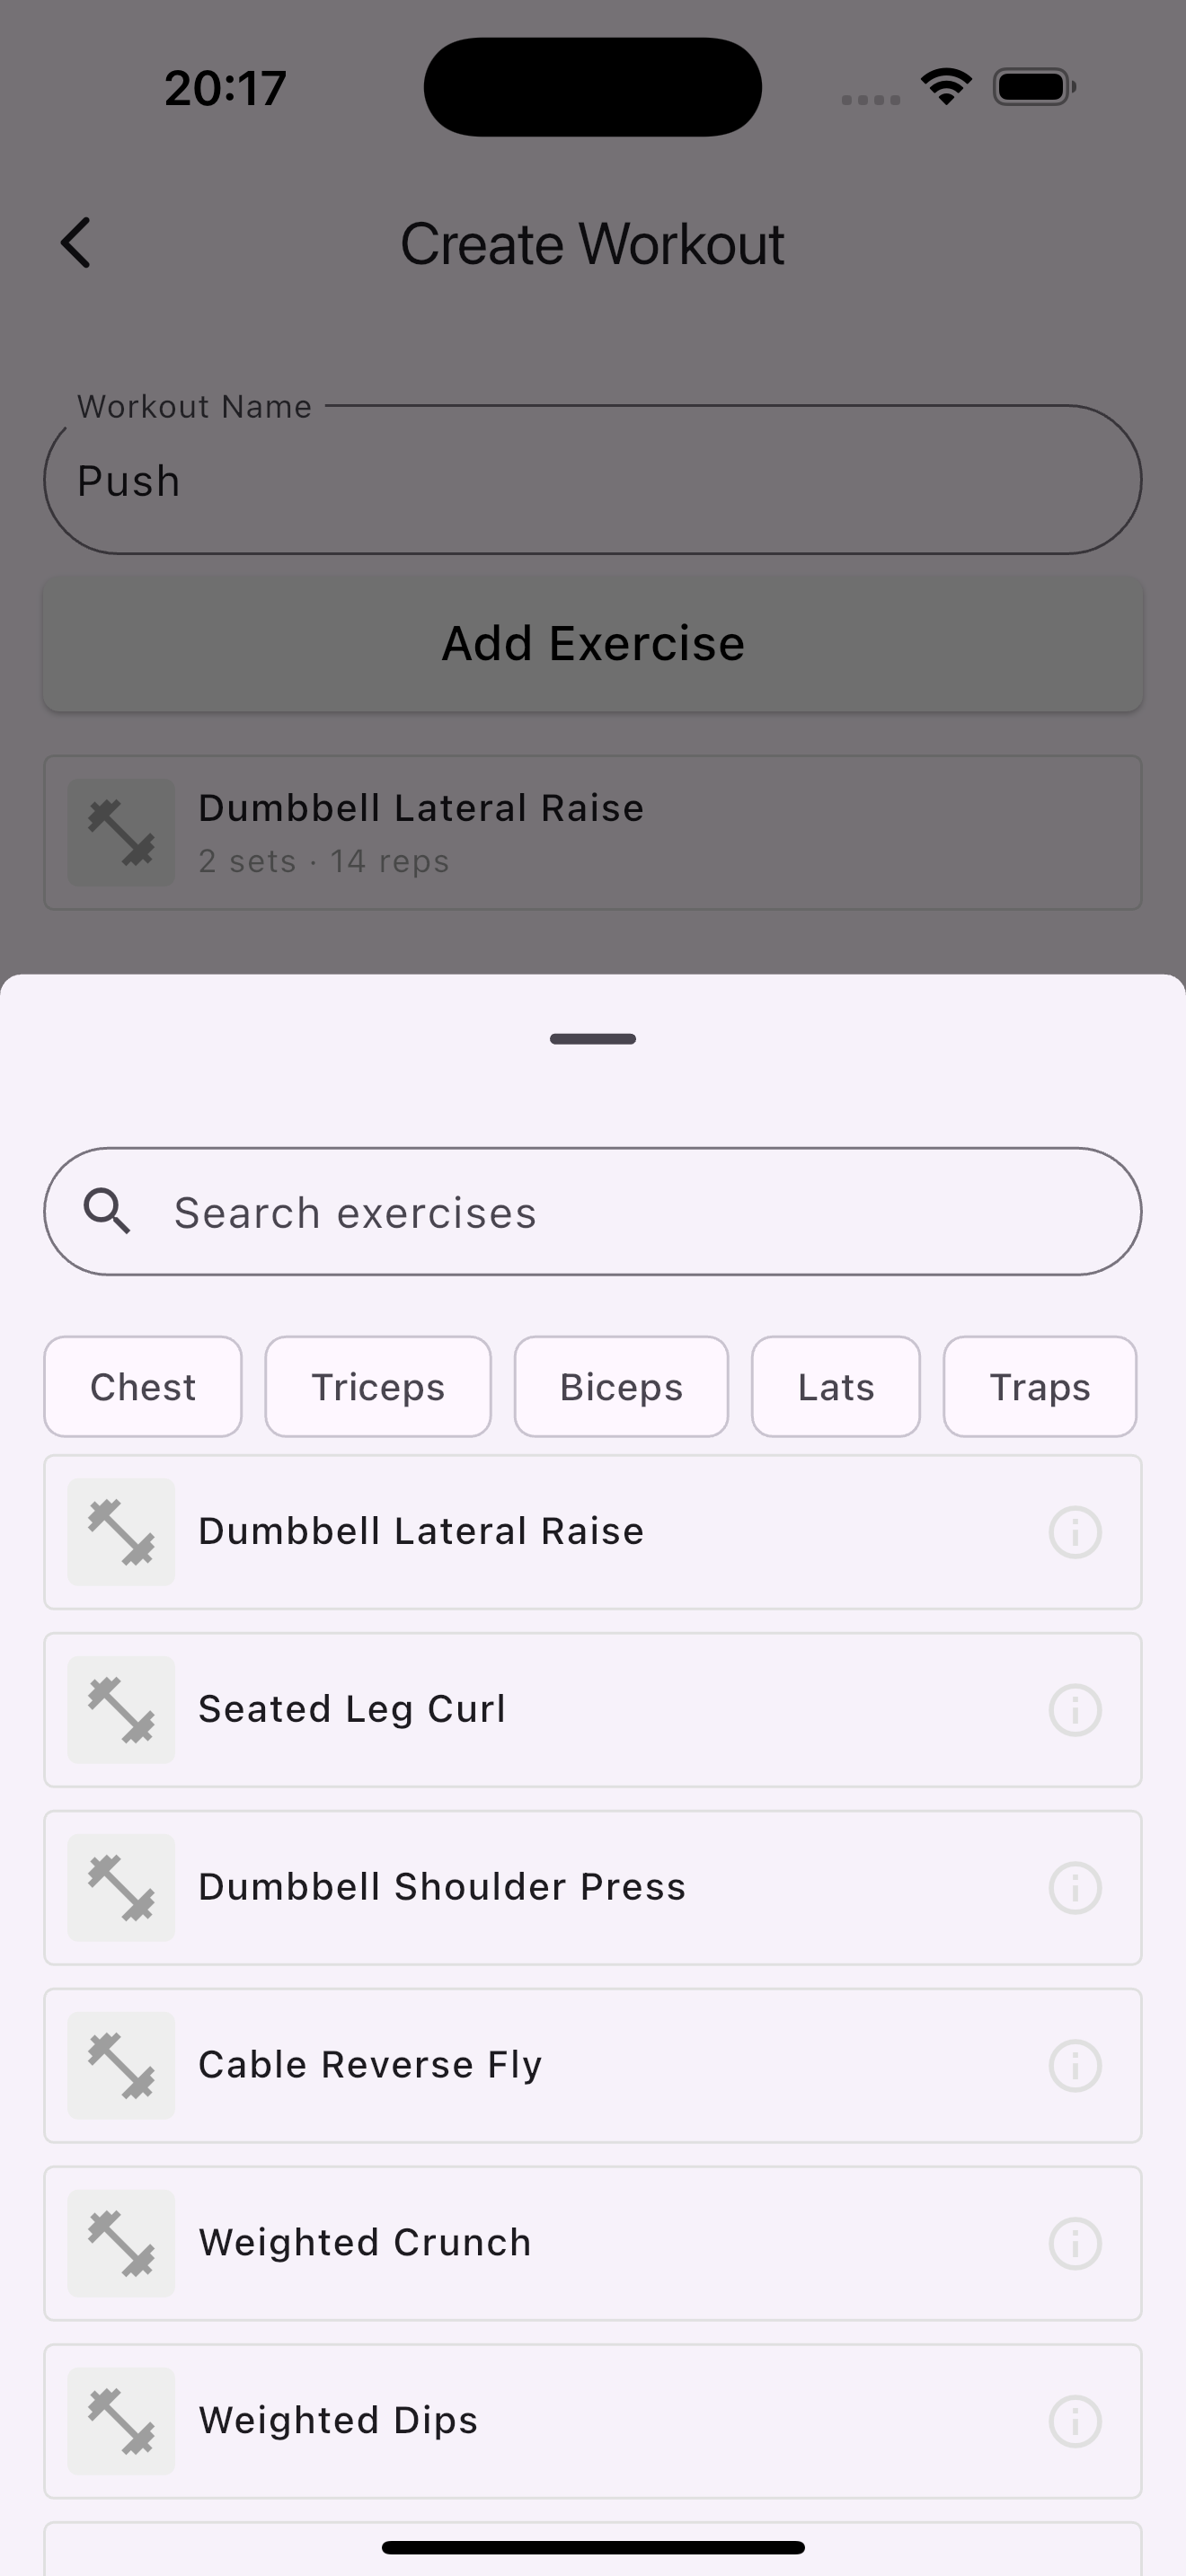 20:17
Create Workout
Workout Name
Push
Add Exercise
Dumbbell Lateral Raise
2 sets · 14 reps
Search exercises
Chest Triceps Biceps Lats Traps
Dumbbell Lateral Raise
Seated Leg Curl
Dumbbell Shoulder Press
Cable Reverse Fly
Weighted Crunch
Weighted Dips